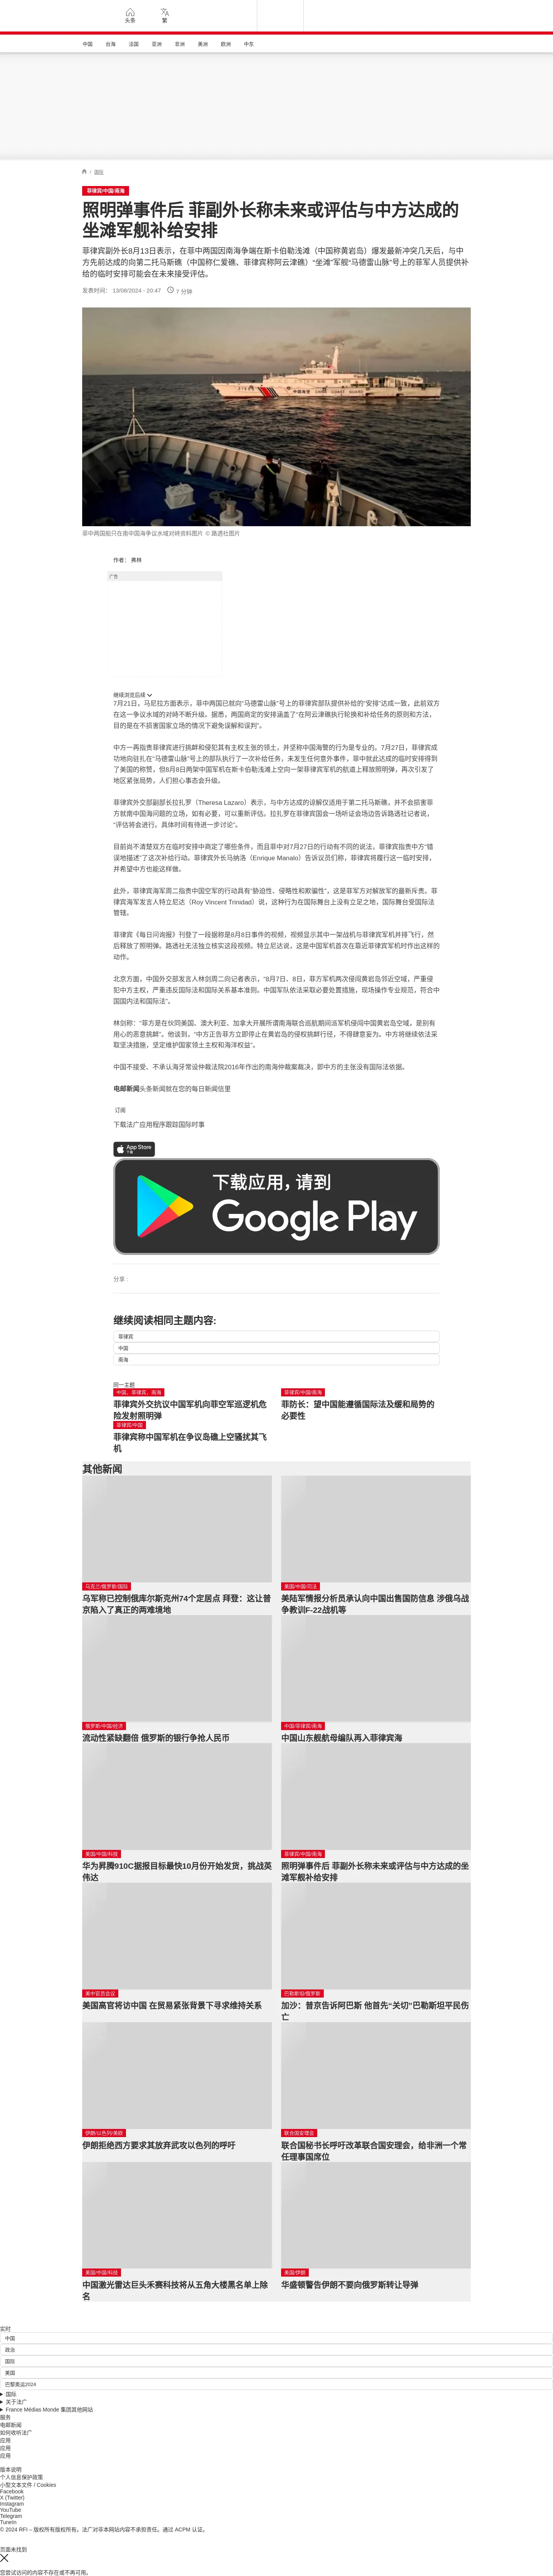 头条
繁
中国 台海 法国 亚洲 非洲 美洲 欧洲 中东
国际
菲律宾/中国/南海
照明弹事件后 菲副外长称未来或评估与中方达成的
坐滩军舰补给安排
菲律宾副外长8月13日表示，在菲中两国因南海争端在斯卡伯勒浅滩（中国称黄岩岛）爆发最新冲突几天后，与中
方先前达成的向第二托马斯礁（中国称仁爱礁、菲律宾称阿云津礁）“坐滩”军舰“马德雷山脉”号上的菲军人员提供补
给的临时安排可能会在未来接受评估。
发表时间： 13/08/2024 - 20:47 7 分钟
中国海警 CHINA COAST GUARD
菲中两国船只在南中国海争议水域对峙资料图片 © 路透社图片
作者： 弗林
广告
继续浏览后续
7月21日，马尼拉方面表示，菲中两国已就向“马德雷山脉”号上的菲律宾部队提供补给的“安排”达成一致，此前双方
在这一争议水域的对峙不断升级。据悉，两国商定的安排涵盖了“在阿云津礁执行轮换和补给任务的原则和方法，
目的是在不损害国家立场的情况下避免误解和误判”。
中方一再指责菲律宾进行挑衅和侵犯其有主权主张的领土，并坚称中国海警的行为是专业的。7月27日，菲律宾成
功地向驻扎在“马德雷山脉”号上的部队执行了一次补给任务，未发生任何意外事件，菲中就此达成的临时安排得到
了美国的称赞，但8月8日两架中国军机在斯卡伯勒浅滩上空向一架菲律宾军机的航道上释放照明弹，再次引发了
地区紧张局势，人们担心事态会升级。
菲律宾外交部副部长拉扎罗（Theresa Lazaro）表示，与中方达成的谅解仅适用于第二托马斯礁，并不会损害菲
方就南中国海问题的立场，如有必要，可以重新评估。拉扎罗在菲律宾国会一场听证会场边告诉路透社记者说，
“评估将会进行。具体时间有待进一步讨论”。
目前尚不清楚双方在临时安排中商定了哪些条件，而且菲中对7月27日的行动有不同的说法，菲律宾指责中方“错
误地描述”了这次补给行动。菲律宾外长马纳洛（Enrique Manalo）告诉议员们称，菲律宾将履行这一临时安排，
并希望中方也能这样做。
此外，菲律宾海军周二指责中国空军的行动具有“胁迫性、侵略性和欺骗性”，这是菲军方对解放军的最新斥责。菲
律宾海军发言人特立尼达（Roy Vincent Trinidad）说，这种行为在国际舞台上没有立足之地，国际舞台受国际法
管辖。
菲律宾《每日问询报》刊登了一段据称是8月8日事件的视频，视频显示其中一架战机与菲律宾军机并排飞行，然
后释放了照明弹。路透社无法独立核实这段视频。特立尼达说，这是中国军机首次在靠近菲律宾军机时作出这样的
动作。
北京方面，中国外交部发言人林剑周二向记者表示，“8月7日、8日，菲方军机两次侵闯黄岩岛邻近空域，严重侵
犯中方主权，严重违反国际法和国际关系基本准则。中国军队依法采取必要处置措施，现场操作专业规范，符合中
国国内法和国际法”。
林剑称：“菲方是在伙同美国、澳大利亚、加拿大开展所谓南海联合巡航期间派军机侵闯中国黄岩岛空域，是别有
用心的恶意挑衅”。他谈到，“中方正告菲方立即停止在黄岩岛的侵权挑衅行径，不得肆意妄为。中方将继续依法采
取坚决措施，坚定维护国家领土主权和海洋权益”。
中国不接受、不承认海牙常设仲裁法院2016年作出的南海仲裁案裁决，即中方的主张没有国际法依据。
电邮新闻头条新闻就在您的每日新闻信里
订阅
下载法广应用程序跟踪国际时事
App Store
下载
下载应用，请到
Google Play
分享 :
继续阅读相同主题内容:
菲律宾
中国
南海
同一主题
中国、菲律宾、南海
菲律宾外交抗议中国军机向菲空军巡逻机危
险发射照明弹
菲律宾/中国/南海
菲防长：望中国能遵循国际法及缓和局势的
必要性
菲律宾/中国
菲律宾称中国军机在争议岛礁上空骚扰其飞
机
其他新闻
乌克兰/俄罗斯/国际
乌军称已控制俄库尔斯克州74个定居点 拜登：这让普
京陷入了真正的两难境地
美国/中国/司法
美陆军情报分析员承认向中国出售国防信息 涉俄乌战
争教训F-22战机等
俄罗斯/中国/经济
流动性紧缺翻倍 俄罗斯的银行争抢人民币
中国/菲律宾/南海
中国山东舰航母编队再入菲律宾海
美国/中国/科技
华为昇腾910C据报目标最快10月份开始发货，挑战英
伟达
菲律宾/中国/南海
照明弹事件后 菲副外长称未来或评估与中方达成的坐
滩军舰补给安排
美中官员会议
美国高官将访中国 在贸易紧张背景下寻求维持关系
巴勒斯坦/俄罗斯
加沙：普京告诉阿巴斯 他首先“关切”巴勒斯坦平民伤
亡
伊朗/以色列/美欧
伊朗拒绝西方要求其放弃武攻以色列的呼吁
联合国安理会
联合国秘书长呼吁改革联合国安理会，给非洲一个常
任理事国席位
美国/中国/科技
中国激光雷达巨头禾赛科技将从五角大楼黑名单上除
名
美国/伊朗
华盛顿警告伊朗不要向俄罗斯转让导弹
实时
中国
政治
国际
美国
巴黎奥运2024
国际
关于法广
France Médias Monde 集团其他网站
服务
电邮新闻
如何收听法广
应用
应用
应用
版本说明
个人信息保护政策
小型文本文件 / Cookies
Facebook
X (Twitter)
Instagram
YouTube
Telegram
TuneIn
© 2024 RFI – 版权所有版权所有。法广对非本网站内容不承担责任。通过 ACPM 认证。
页面未找到
您尝试访问的内容不存在或不再可用。